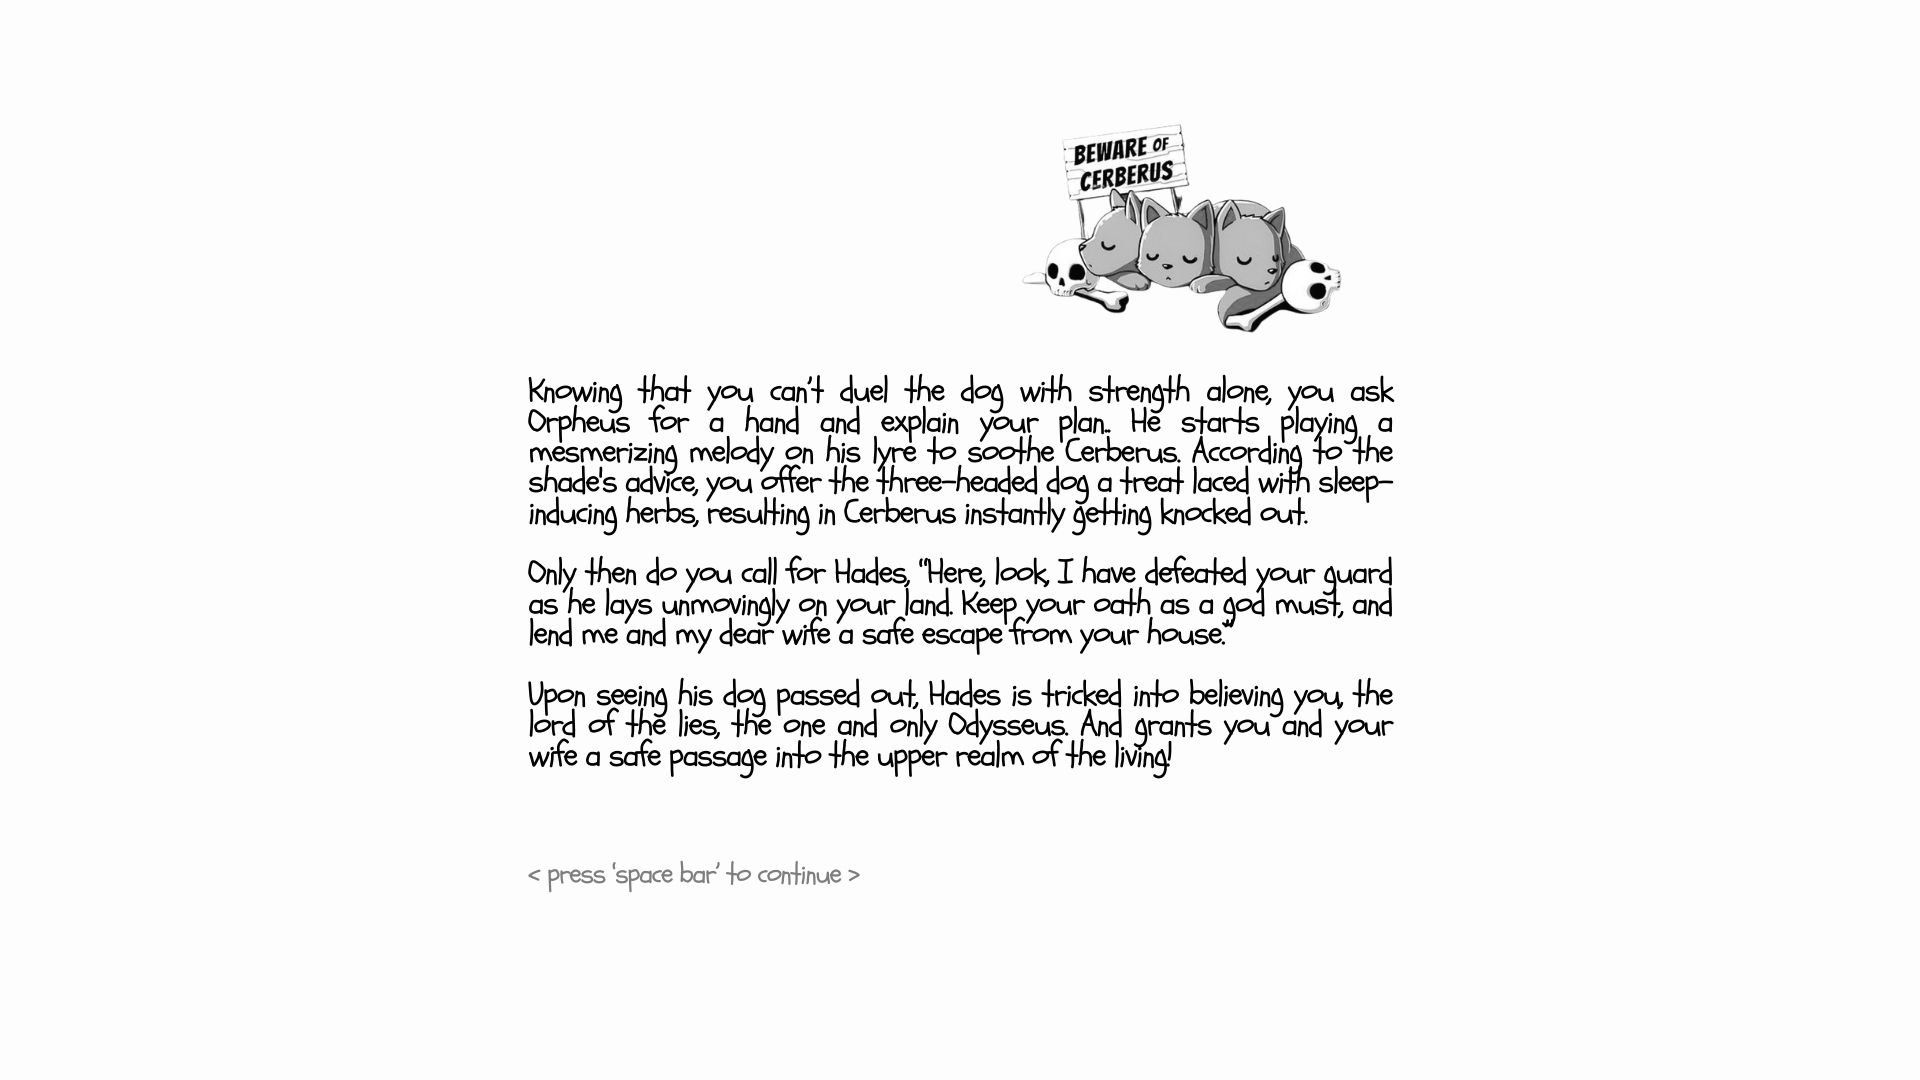 BEWARE OF
CERBERUS
Knowing that you can't duel the dog with strength alone, you ask
Orpheus for a hand and explain your plan.. He starts playing a
mesmerizing melody on his lyre to soothe Cerberus. According to the
shade's advice, you offer the three-headed dog a treat laced with sleep-
inducing herbs, resulting in Cerberus instantly getting knocked out.
Only then do you call for Hades, "Here, look, I have defeated your guard
as he lays unmovingly on your land. Keep your oath as a god must, and
lend me and my dear wife a safe escape from your house."
Upon seeing his dog passed out, Hades is tricked into believing you, the
lord of the lies, the one and only Odysseus. And grants you and your
wife a safe passage into the upper realm of the living!
< press 'space bar' to continue >